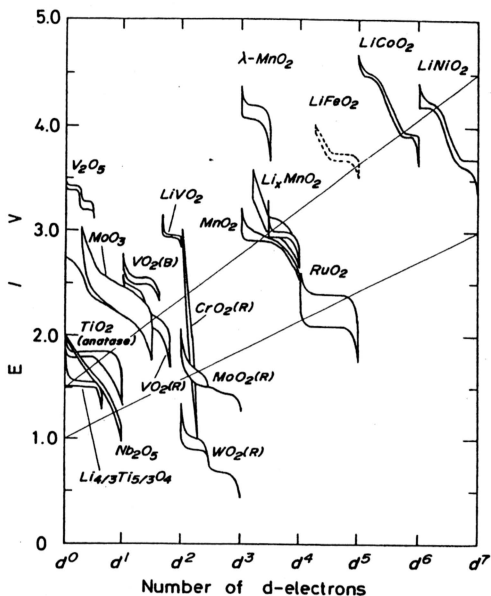 5.0
4.0
3.0
2.0
1.0
0
E / V
LiCoO2
LiNiO2
λ-MnO2
LiFeO2
V2O5
LixMnO2
LiVO2
MnO2
MoO3
VO2(B)
RuO2
CrO2(R)
TiO2
(anatase)
VO2(R)
MoO2(R)
Nb2O5
WO2(R)
Li4/3Ti5/3O4
d⁰ d¹ d² d³ d⁴ d⁵ d⁶ d⁷
Number of d-electrons